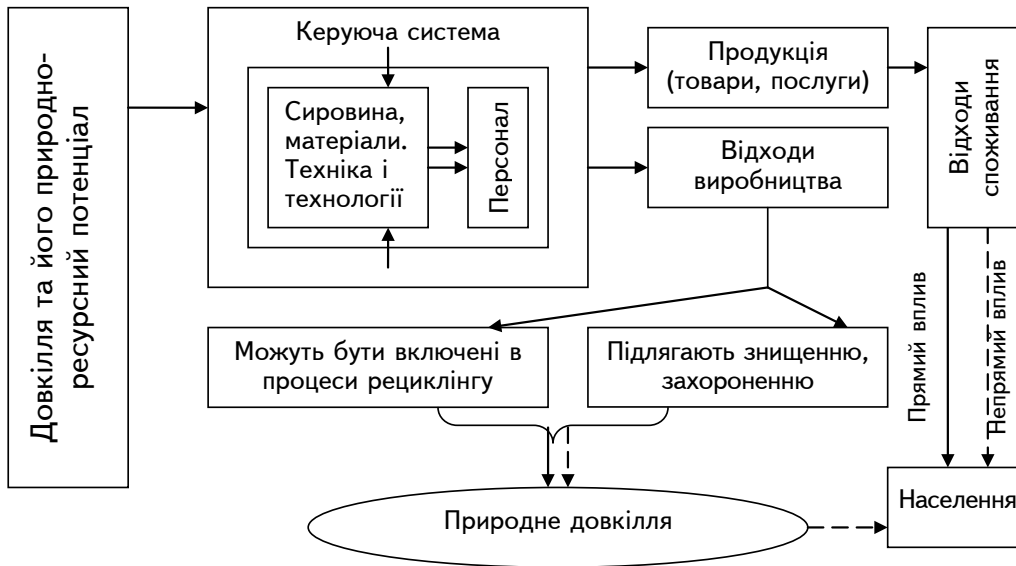 Довкілля та його природно-
ресурсний потенціал
Керуюча система
Сировина,
матеріали.
Техніка і
технології
Персонал
Продукція
(товари, послуги)
Відходи
виробництва
Відходи
споживання
Прямий вплив
Непрямий вплив
Можуть бути включені в
процеси рециклінгу
Підлягають знищенню,
захороненню
Природне довкілля
Населення